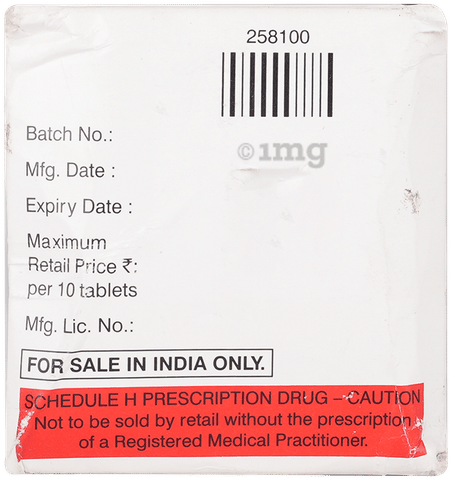 258100
©1mg
Batch No.:
Mfg. Date :
Expiry Date :
Maximum
Retail Price ₹:
per 10 tablets
Mfg. Lic. No.:
FOR SALE IN INDIA ONLY.
SCHEDULE H PRESCRIPTION DRUG – CAUTION
Not to be sold by retail without the prescription
of a Registered Medical Practitioner.